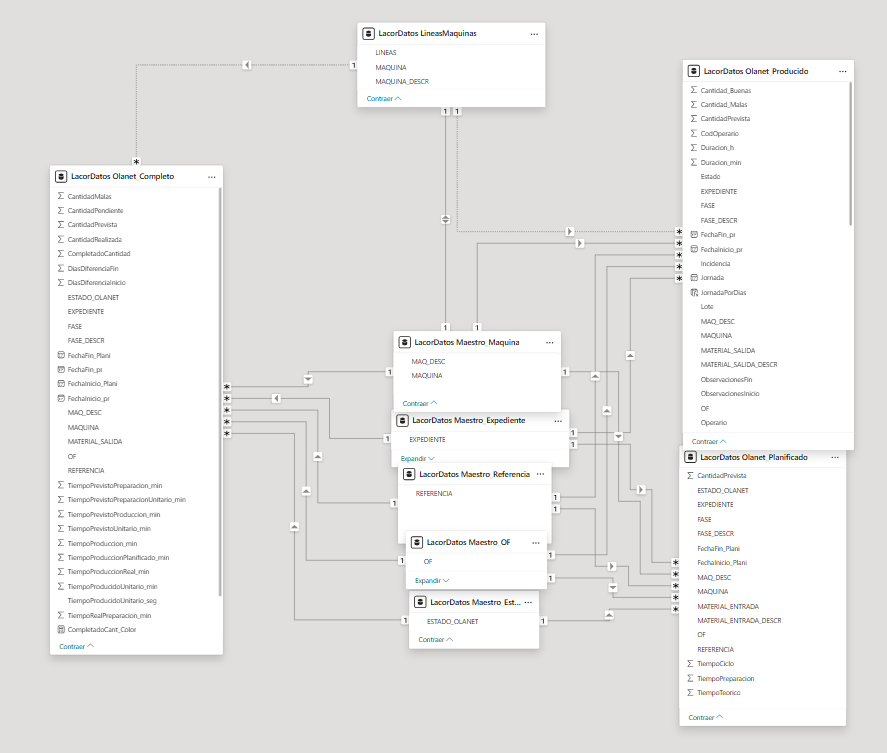 LacorDatos LineasMaquinas
LINEAS
MAQUINA
MAQUINA_DESCR
Contraer
LacorDatos Olanet_Producido
Cantidad_Buenas
Cantidad_Malas
CantidadPrevista
CodOperario
Duracion_h
Duracion_min
Estado
EXPEDIENTE
FASE
FASE_DESCR
FechaFin_pr
FechaInicio_pr
Incidencia
Jornada
JornadaPorDias
Lote
MAQ_DESC
MAQUINA
MATERIAL_SALIDA
MATERIAL_SALIDA_DESCR
ObservacionesFin
ObservacionesInicio
OF
Operario
Contraer
LacorDatos Olanet_Completo
CantidadMalas
CantidadPendiente
CantidadPrevista
CantidadRealizada
CompletadoCantidad
DiasDiferenciaFin
DiasDiferenciaInicio
ESTADO_OLANET
EXPEDIENTE
FASE
FASE_DESCR
FechaFin_Plani
FechaFin_pr
FechaInicio_Plani
FechaInicio_pr
MAQ_DESC
MAQUINA
MATERIAL_SALIDA
OF
REFERENCIA
TiempoPrevistoPreparacion_min
TiempoPrevistoPreparacionUnitario_min
TiempoPrevistoProduccion_min
TiempoPrevistoUnitario_min
TiempoProduccion_min
TiempoProduccionPlanificado_min
TiempoProduccionReal_min
TiempoProducidoUnitario_min
TiempoProducidoUnitario_seg
TiempoRealPreparacion_min
CompletadoCant_Color
Contraer
LacorDatos Maestro_Maquina
MAQ_DESC
MAQUINA
Contraer
LacorDatos Maestro_Expediente
EXPEDIENTE
Expandir
LacorDatos Maestro_Referencia
REFERENCIA
LacorDatos Maestro_OF
OF
Expandir
LacorDatos Maestro_Est...
ESTADO_OLANET
Contraer
LacorDatos Olanet_Planificado
CantidadPrevista
ESTADO_OLANET
EXPEDIENTE
FASE
FASE_DESCR
FechaFin_Plani
FechaInicio_Plani
MAQ_DESC
MAQUINA
MATERIAL_ENTRADA
MATERIAL_ENTRADA_DESCR
OF
REFERENCIA
TiempoCiclo
TiempoPreparacion
TiempoTeorico
Contraer